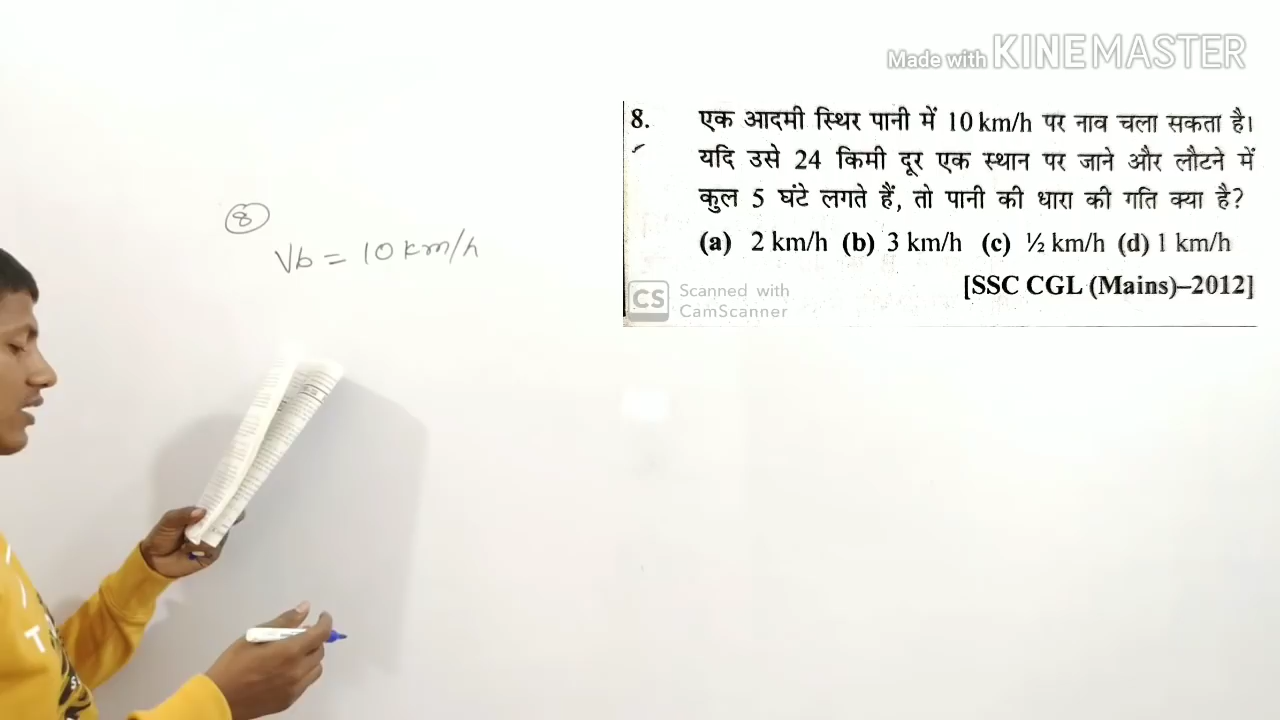 Made with KINEMASTER
8. एक आदमी स्थिर पानी में 10 km/h पर नाव चला सकता है।
यदि उसे 24 किमी दूर एक स्थान पर जाने और लौटने में
कुल 5 घंटे लगते हैं, तो पानी की धारा की गति क्या है?
(a) 2 km/h (b) 3 km/h (c) ½ km/h (d) 1 km/h
[SSC CGL (Mains)–2012]
CS Scanned with
CamScanner
8
Vb = 10 km/h